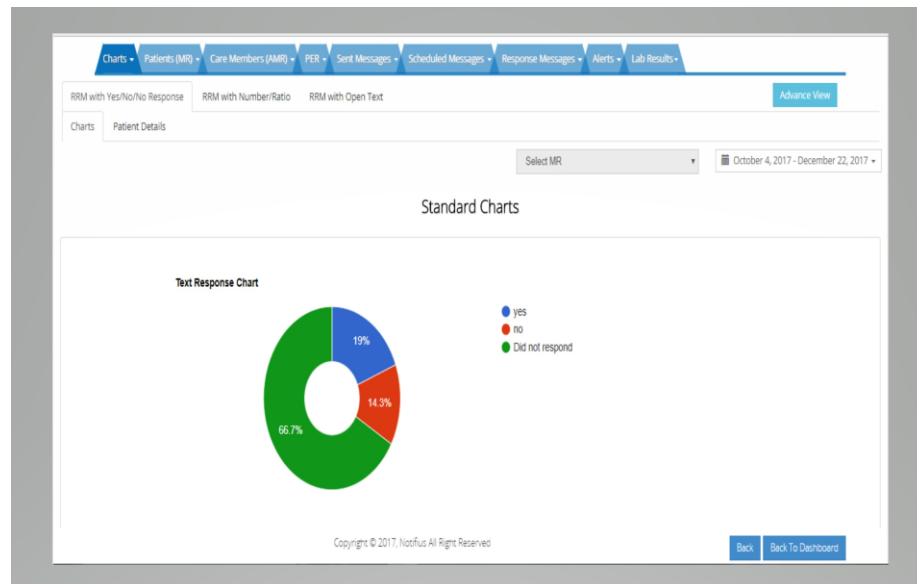 Charts Patients (MR) Care Members (AMR) PER Sent Messages Scheduled Messages Response Messages Alerts Lab Results
RRM with Yes/No/No Response RRM with Number/Ratio RRM with Open Text Advance View
Charts Patient Details
Select MR October 4, 2017 - December 22, 2017
Standard Charts
Text Response Chart
yes
no
Did not respond
19%
14.3%
66.7%
Copyright © 2017, Notifius All Right Reserved
Back Back To Dashboard